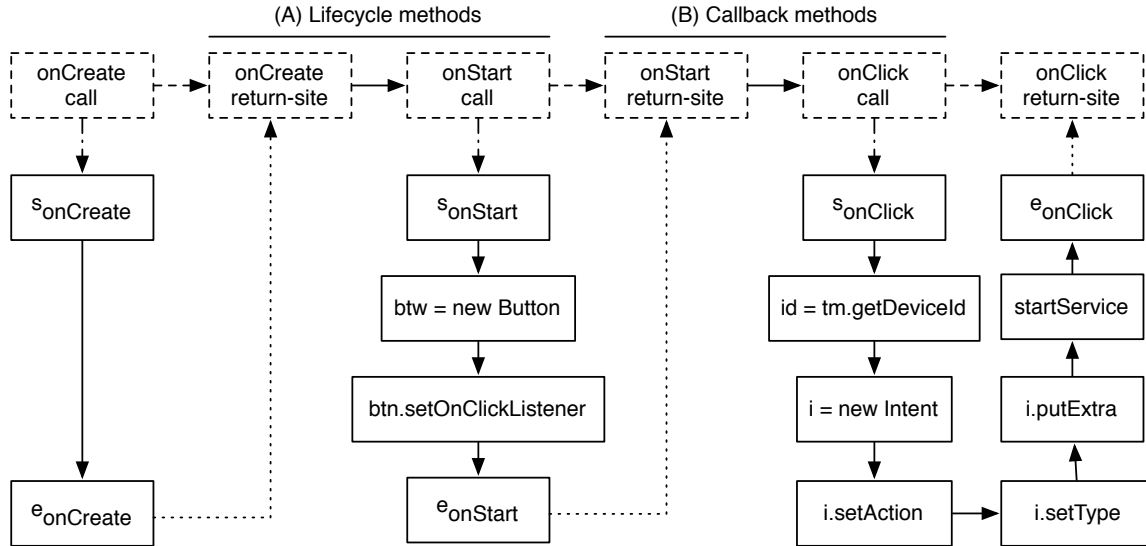 (A) Lifecycle methods
(B) Callback methods
onCreate
call
onCreate
return-site
onStart
call
onStart
return-site
onClick
call
onClick
return-site
sonCreate
sonStart
sonClick
eonClick
btw = new Button
id = tm.getDeviceId
startService
btn.setOnClickListener
i = new Intent
i.putExtra
eonCreate
eonStart
i.setAction
i.setType